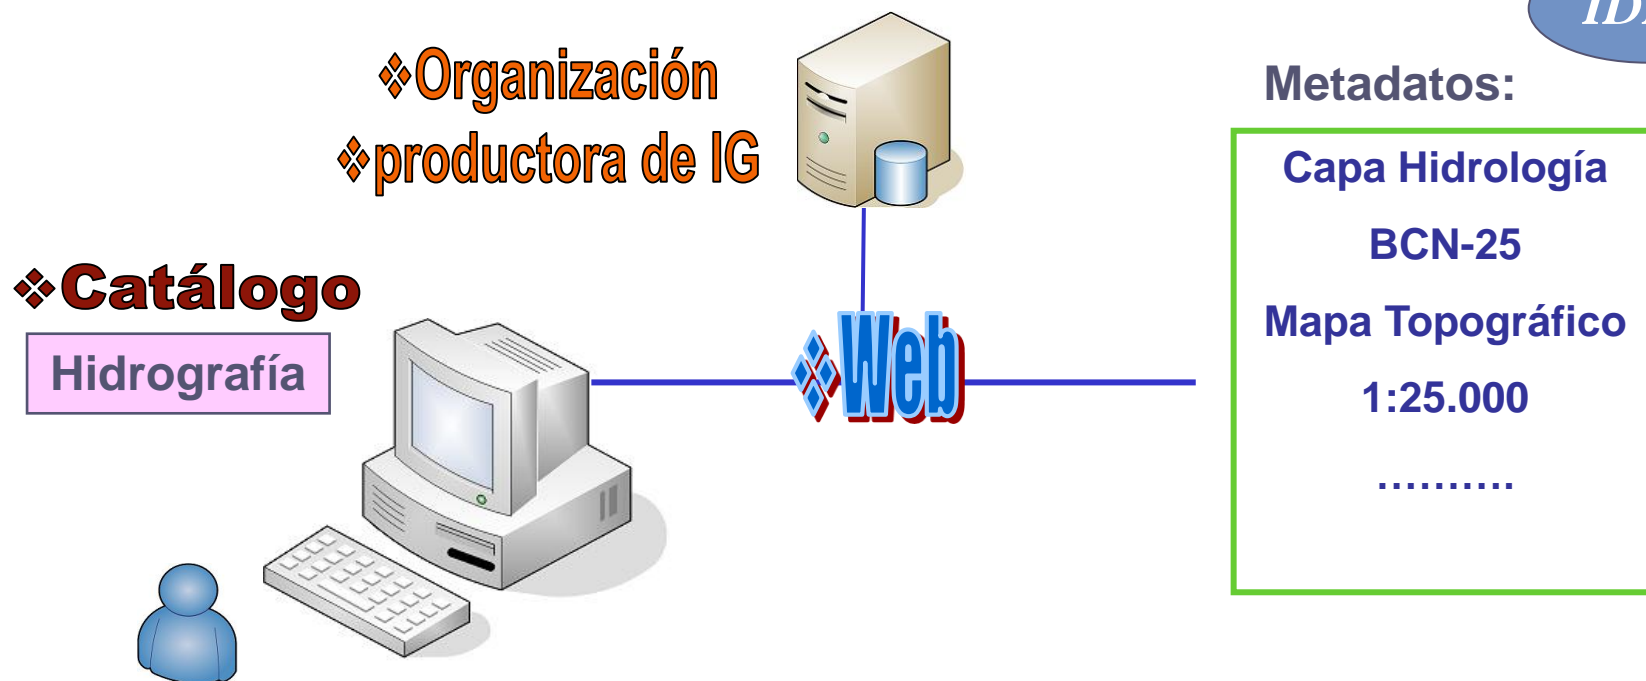 ❖Organización
❖productora de IG
❖Catálogo
Hidrografía
❖Web
Metadatos:
Capa Hidrología
BCN-25
Mapa Topográfico
1:25.000
……….